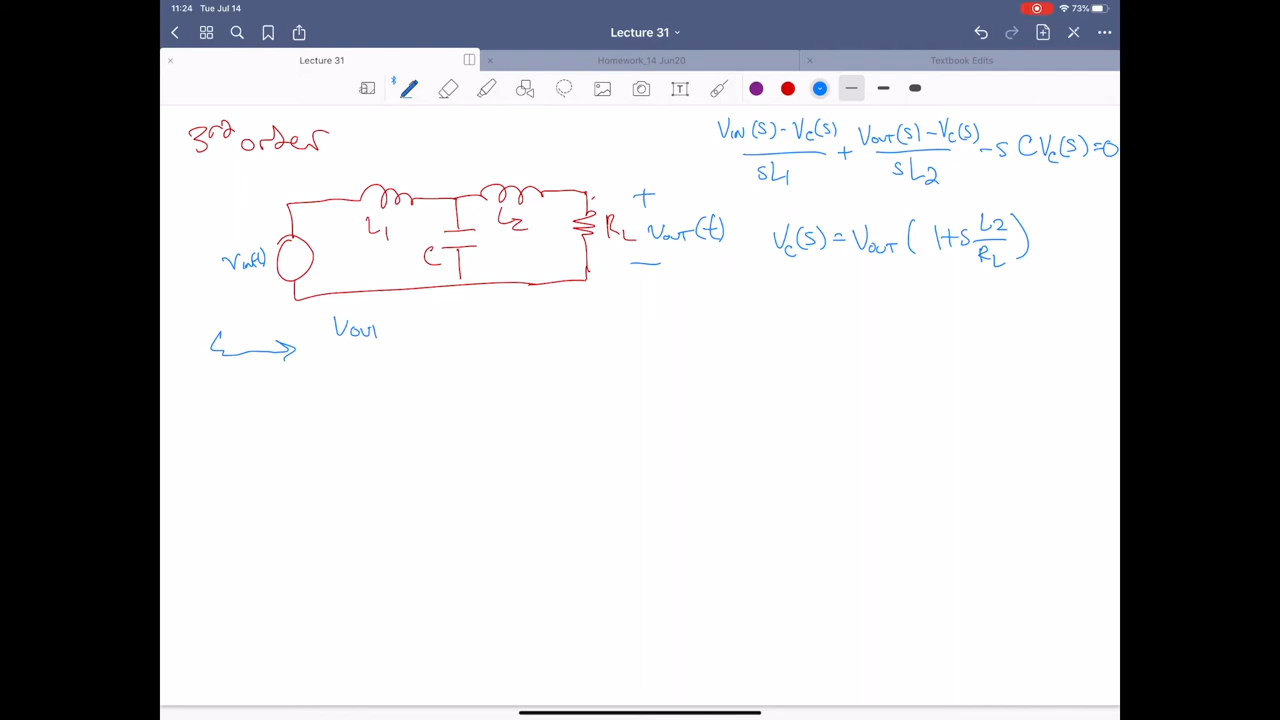 11:24 Tue Jul 14
73%
Lecture 31
Lecture 31
Homework_14 Jun20
Textbook Edits
3rd order
VIN(s) - VC(s) / sL1 + VOUT(s) - VC(s) / sL2 - s C VC(s) = 0
L1
L2
C
RL
+
vOUT(t)
—
vin(t)
VC(s) = VOUT ( 1 + s L2 / RL )
VOUT